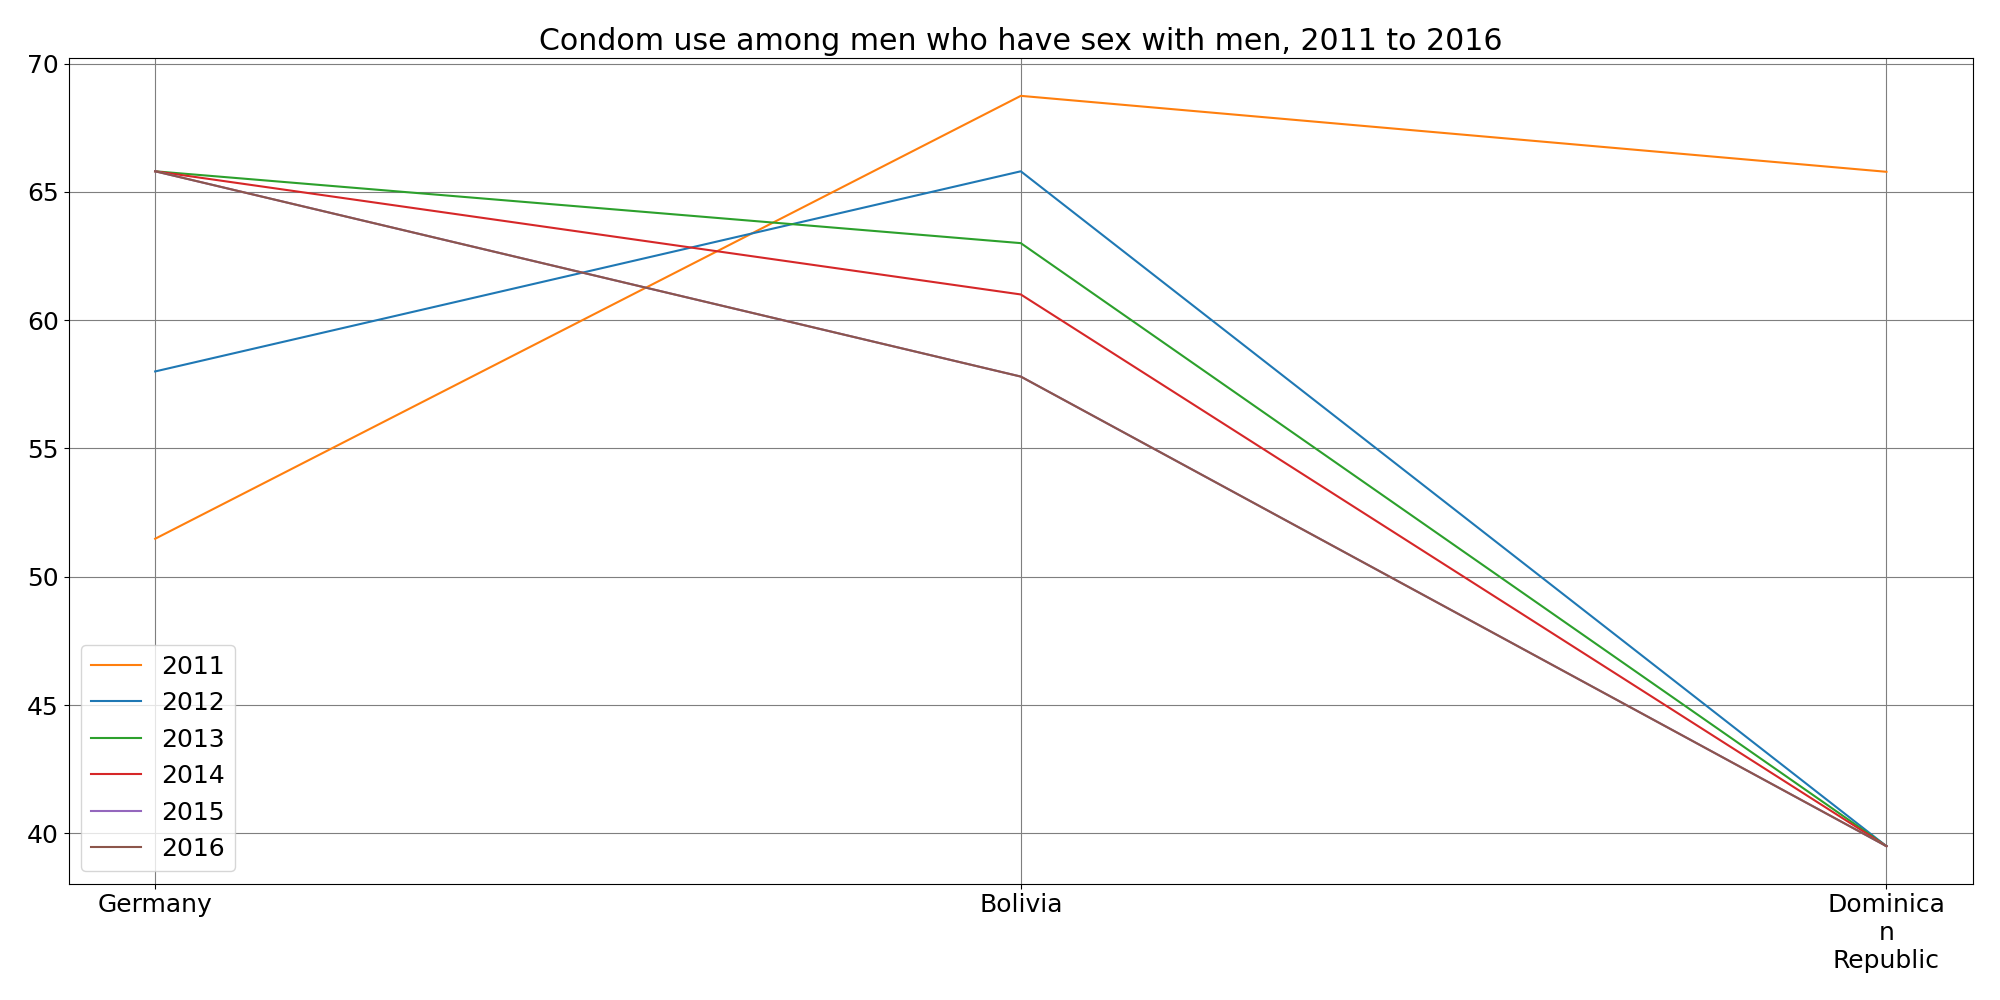 Condom use among men who have sex with men, 2011 to 2016
70
65
60
55
50
45
40
2011
2012
2013
2014
2015
2016
Germany
Bolivia
Dominica
n
Republic